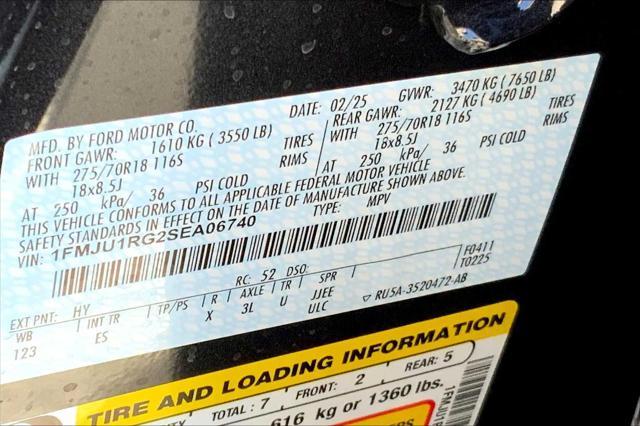 MFD. BY FORD MOTOR CO. DATE: 02/25 GVWR: 3470 KG ( 7650 LB)
FRONT GAWR: 1610 KG ( 3550 LB) REAR GAWR: 2127 KG ( 4690 LB)
WITH 275/70R18 116S TIRES WITH 275/70R18 116S TIRES
18x8.5J RIMS 18x8.5J RIMS
AT 250 kPa/ 36 PSI COLD AT 250 kPa/ 36 PSI COLD
THIS VEHICLE CONFORMS TO ALL APPLICABLE FEDERAL MOTOR VEHICLE
SAFETY STANDARDS IN EFFECT ON THE DATE OF MANUFACTURE SHOWN ABOVE.
VIN: 1FMJU1RG2SEA06740 TYPE: MPV
F0411
T0225
EXT PNT: HY RC: 52 DSO:
WB INT TR TP/PS R AXLE TR SPR
123 ES X 3L U JJEE
ULC
▽ RU5A-3520472-AB
TIRE AND LOADING INFORMATION
TOTAL : 7 FRONT: 2 REAR: 5
616 kg or 1360 lbs.
1FMJU1